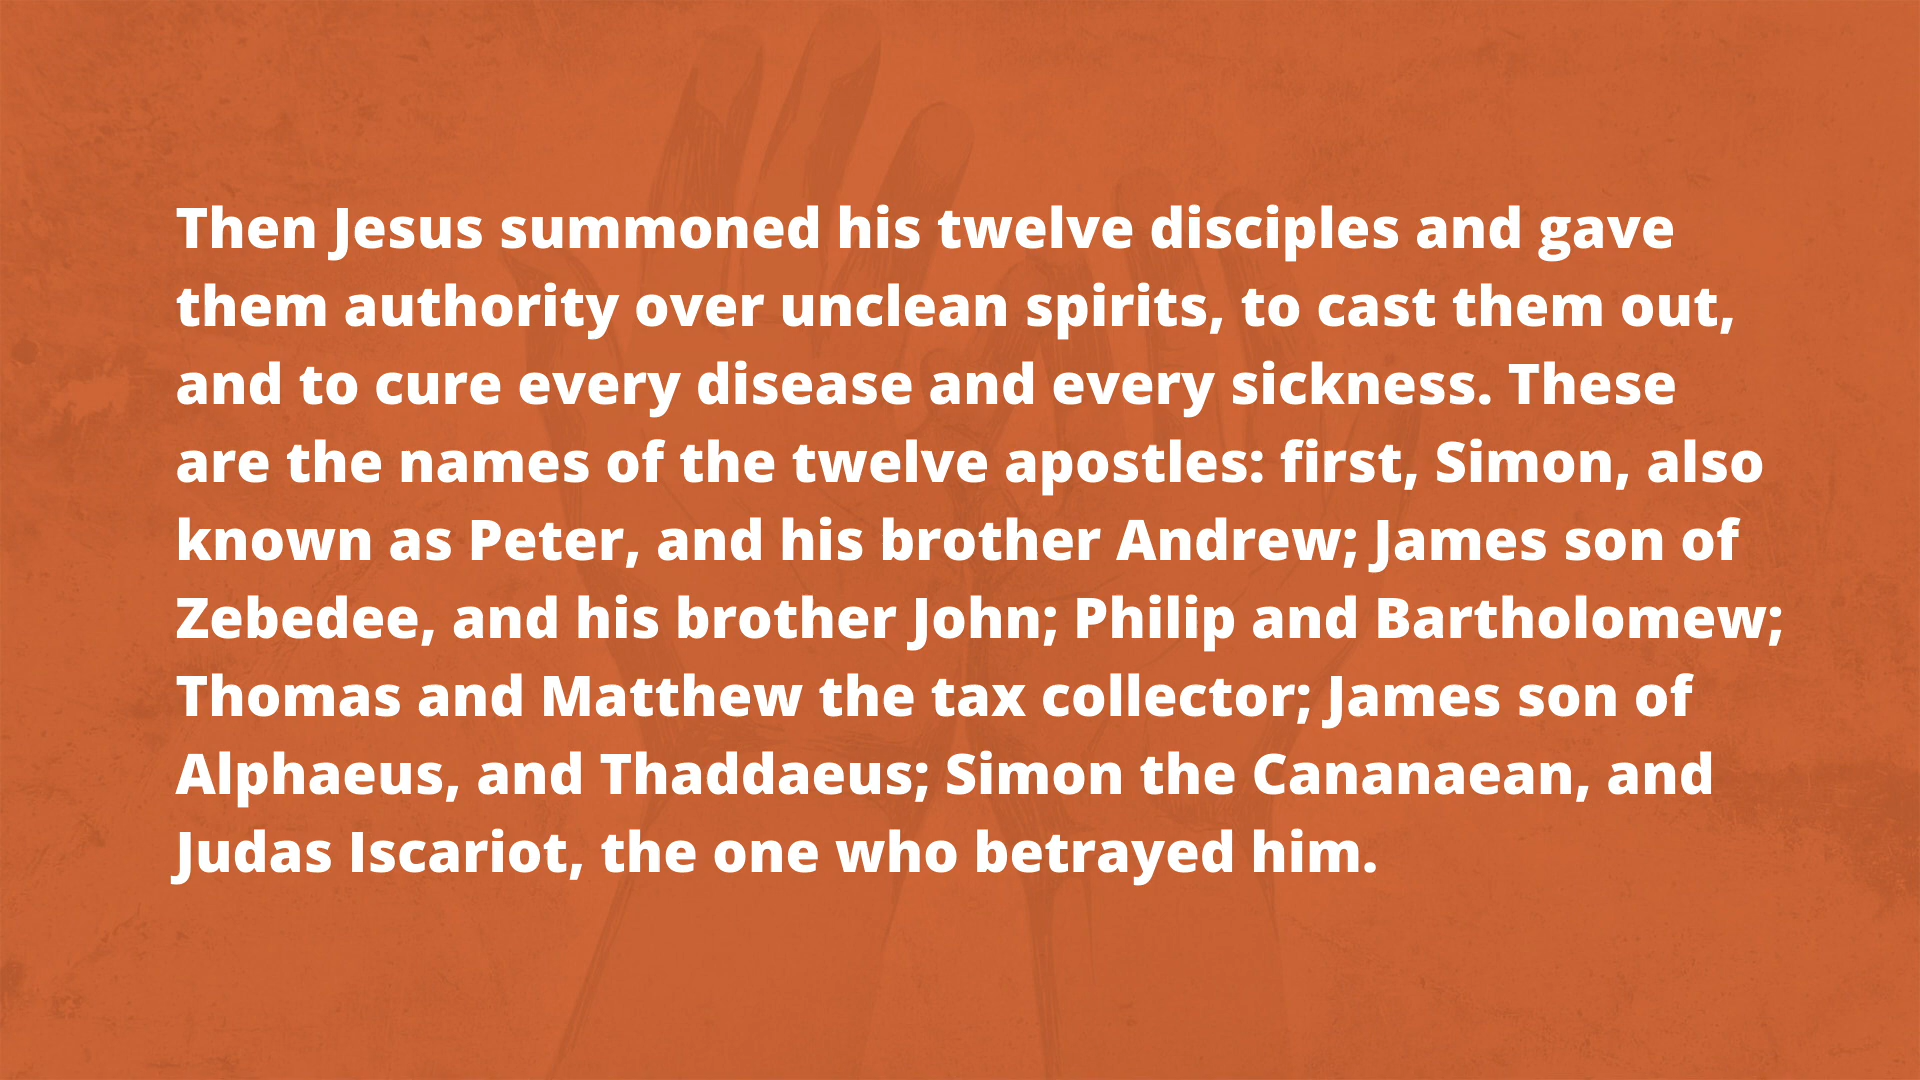 Then Jesus summoned his twelve disciples and gave
them authority over unclean spirits, to cast them out,
and to cure every disease and every sickness. These
are the names of the twelve apostles: first, Simon, also
known as Peter, and his brother Andrew; James son of
Zebedee, and his brother John; Philip and Bartholomew;
Thomas and Matthew the tax collector; James son of
Alphaeus, and Thaddaeus; Simon the Cananaean, and
Judas Iscariot, the one who betrayed him.